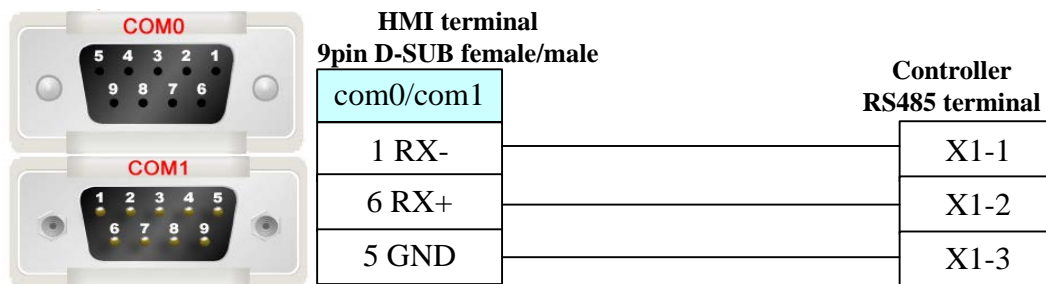 COM0
5 4 3 2 1
9 8 7 6
COM1
1 2 3 4 5
6 7 8 9
HMI terminal
9pin D-SUB female/male
com0/com1
1 RX-
6 RX+
5 GND
Controller
RS485 terminal
X1-1
X1-2
X1-3